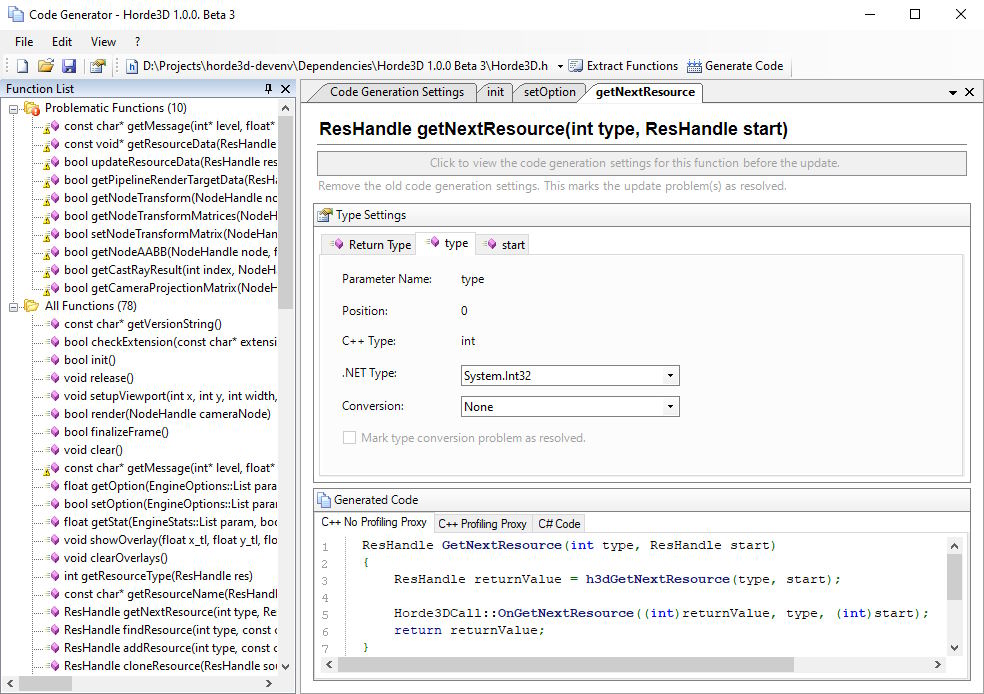 Code Generator - Horde3D 1.0.0. Beta 3
File Edit View ?
D:\Projects\horde3d-devenv\Dependencies\Horde3D 1.0.0 Beta 3\Horde3D.h Extract Functions Generate Code
Function List
Problematic Functions (10)
const char* getMessage(int* level, float*
const void* getResourceData(ResHandle
bool updateResourceData(ResHandle res
bool getPipelineRenderTargetData(ResHa
bool getNodeTransform(NodeHandle no
bool getNodeTransformMatrices(NodeH
bool setNodeTransformMatrix(NodeHan
bool getNodeAABB(NodeHandle node, f
bool getCastRayResult(int index, NodeH
bool getCameraProjectionMatrix(NodeH
All Functions (78)
const char* getVersionString()
bool checkExtension(const char* extensi
bool init()
void release()
void setupViewport(int x, int y, int width,
bool render(NodeHandle cameraNode)
bool finalizeFrame()
void clear()
const char* getMessage(int* level, float*
float getOption(EngineOptions::List para
bool setOption(EngineOptions::List paran
float getStat(EngineStats::List param, boo
void showOverlay(float x_tl, float y_tl, flo
void clearOverlays()
int getResourceType(ResHandle res)
const char* getResourceName(ResHandl
ResHandle getNextResource(int type, Res
ResHandle findResource(int type, const c
ResHandle addResource(int type, const c
ResHandle cloneResource(ResHandle sou
Code Generation Settings init setOption getNextResource
ResHandle getNextResource(int type, ResHandle start)
Click to view the code generation settings for this function before the update.
Remove the old code generation settings. This marks the update problem(s) as resolved.
Type Settings
Return Type type start
Parameter Name: type
Position: 0
C++ Type: int
.NET Type: System.Int32
Conversion: None
Mark type conversion problem as resolved.
Generated Code
C++ No Profiling Proxy C++ Profiling Proxy C# Code
1 ResHandle GetNextResource(int type, ResHandle start)
2 {
3 ResHandle returnValue = h3dGetNextResource(type, start);
4
5 Horde3DCall::OnGetNextResource((int)returnValue, type, (int)start);
6 return returnValue;
7 }